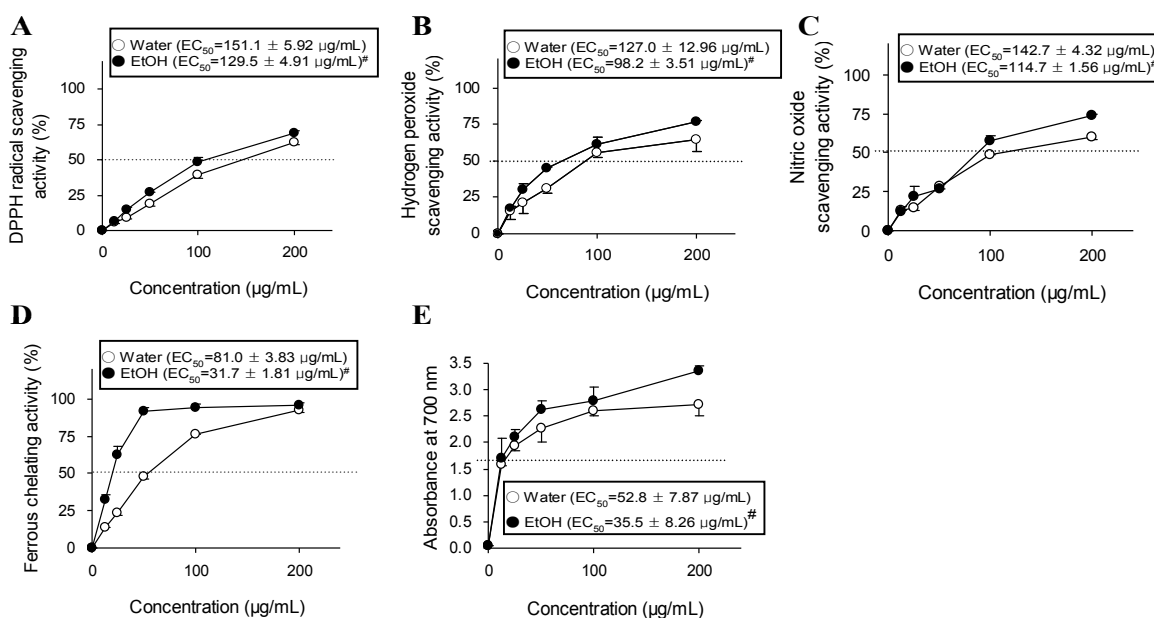 A
Water (EC50=151.1 ± 5.92 µg/mL)
EtOH (EC50=129.5 ± 4.91 µg/mL)#
DPPH radical scavenging
activity (%)
100
75
50
25
0
0 100 200
Concentration (µg/mL)
B
Water (EC50=127.0 ± 12.96 µg/mL)
EtOH (EC50=98.2 ± 3.51 µg/mL)#
Hydrogen peroxide
scavenging activity (%)
100
75
50
25
0
0 100 200
Concentration (µg/mL)
C
Water (EC50=142.7 ± 4.32 µg/mL)
EtOH (EC50=114.7 ± 1.56 µg/mL)#
Nitric oxide
scavenging activity (%)
100
75
50
25
0
0 100 200
Concentration (µg/mL)
D
Water (EC50=81.0 ± 3.83 µg/mL)
EtOH (EC50=31.7 ± 1.81 µg/mL)#
Ferrous chelating activity (%)
100
75
50
25
0
0 100 200
Concentration (µg/mL)
E
Absorbance at 700 nm
3.5
3.0
2.5
2.0
1.5
1.0
0.5
0.0
Water (EC50=52.8 ± 7.87 µg/mL)
EtOH (EC50=35.5 ± 8.26 µg/mL)#
0 100 200
Concentration (µg/mL)